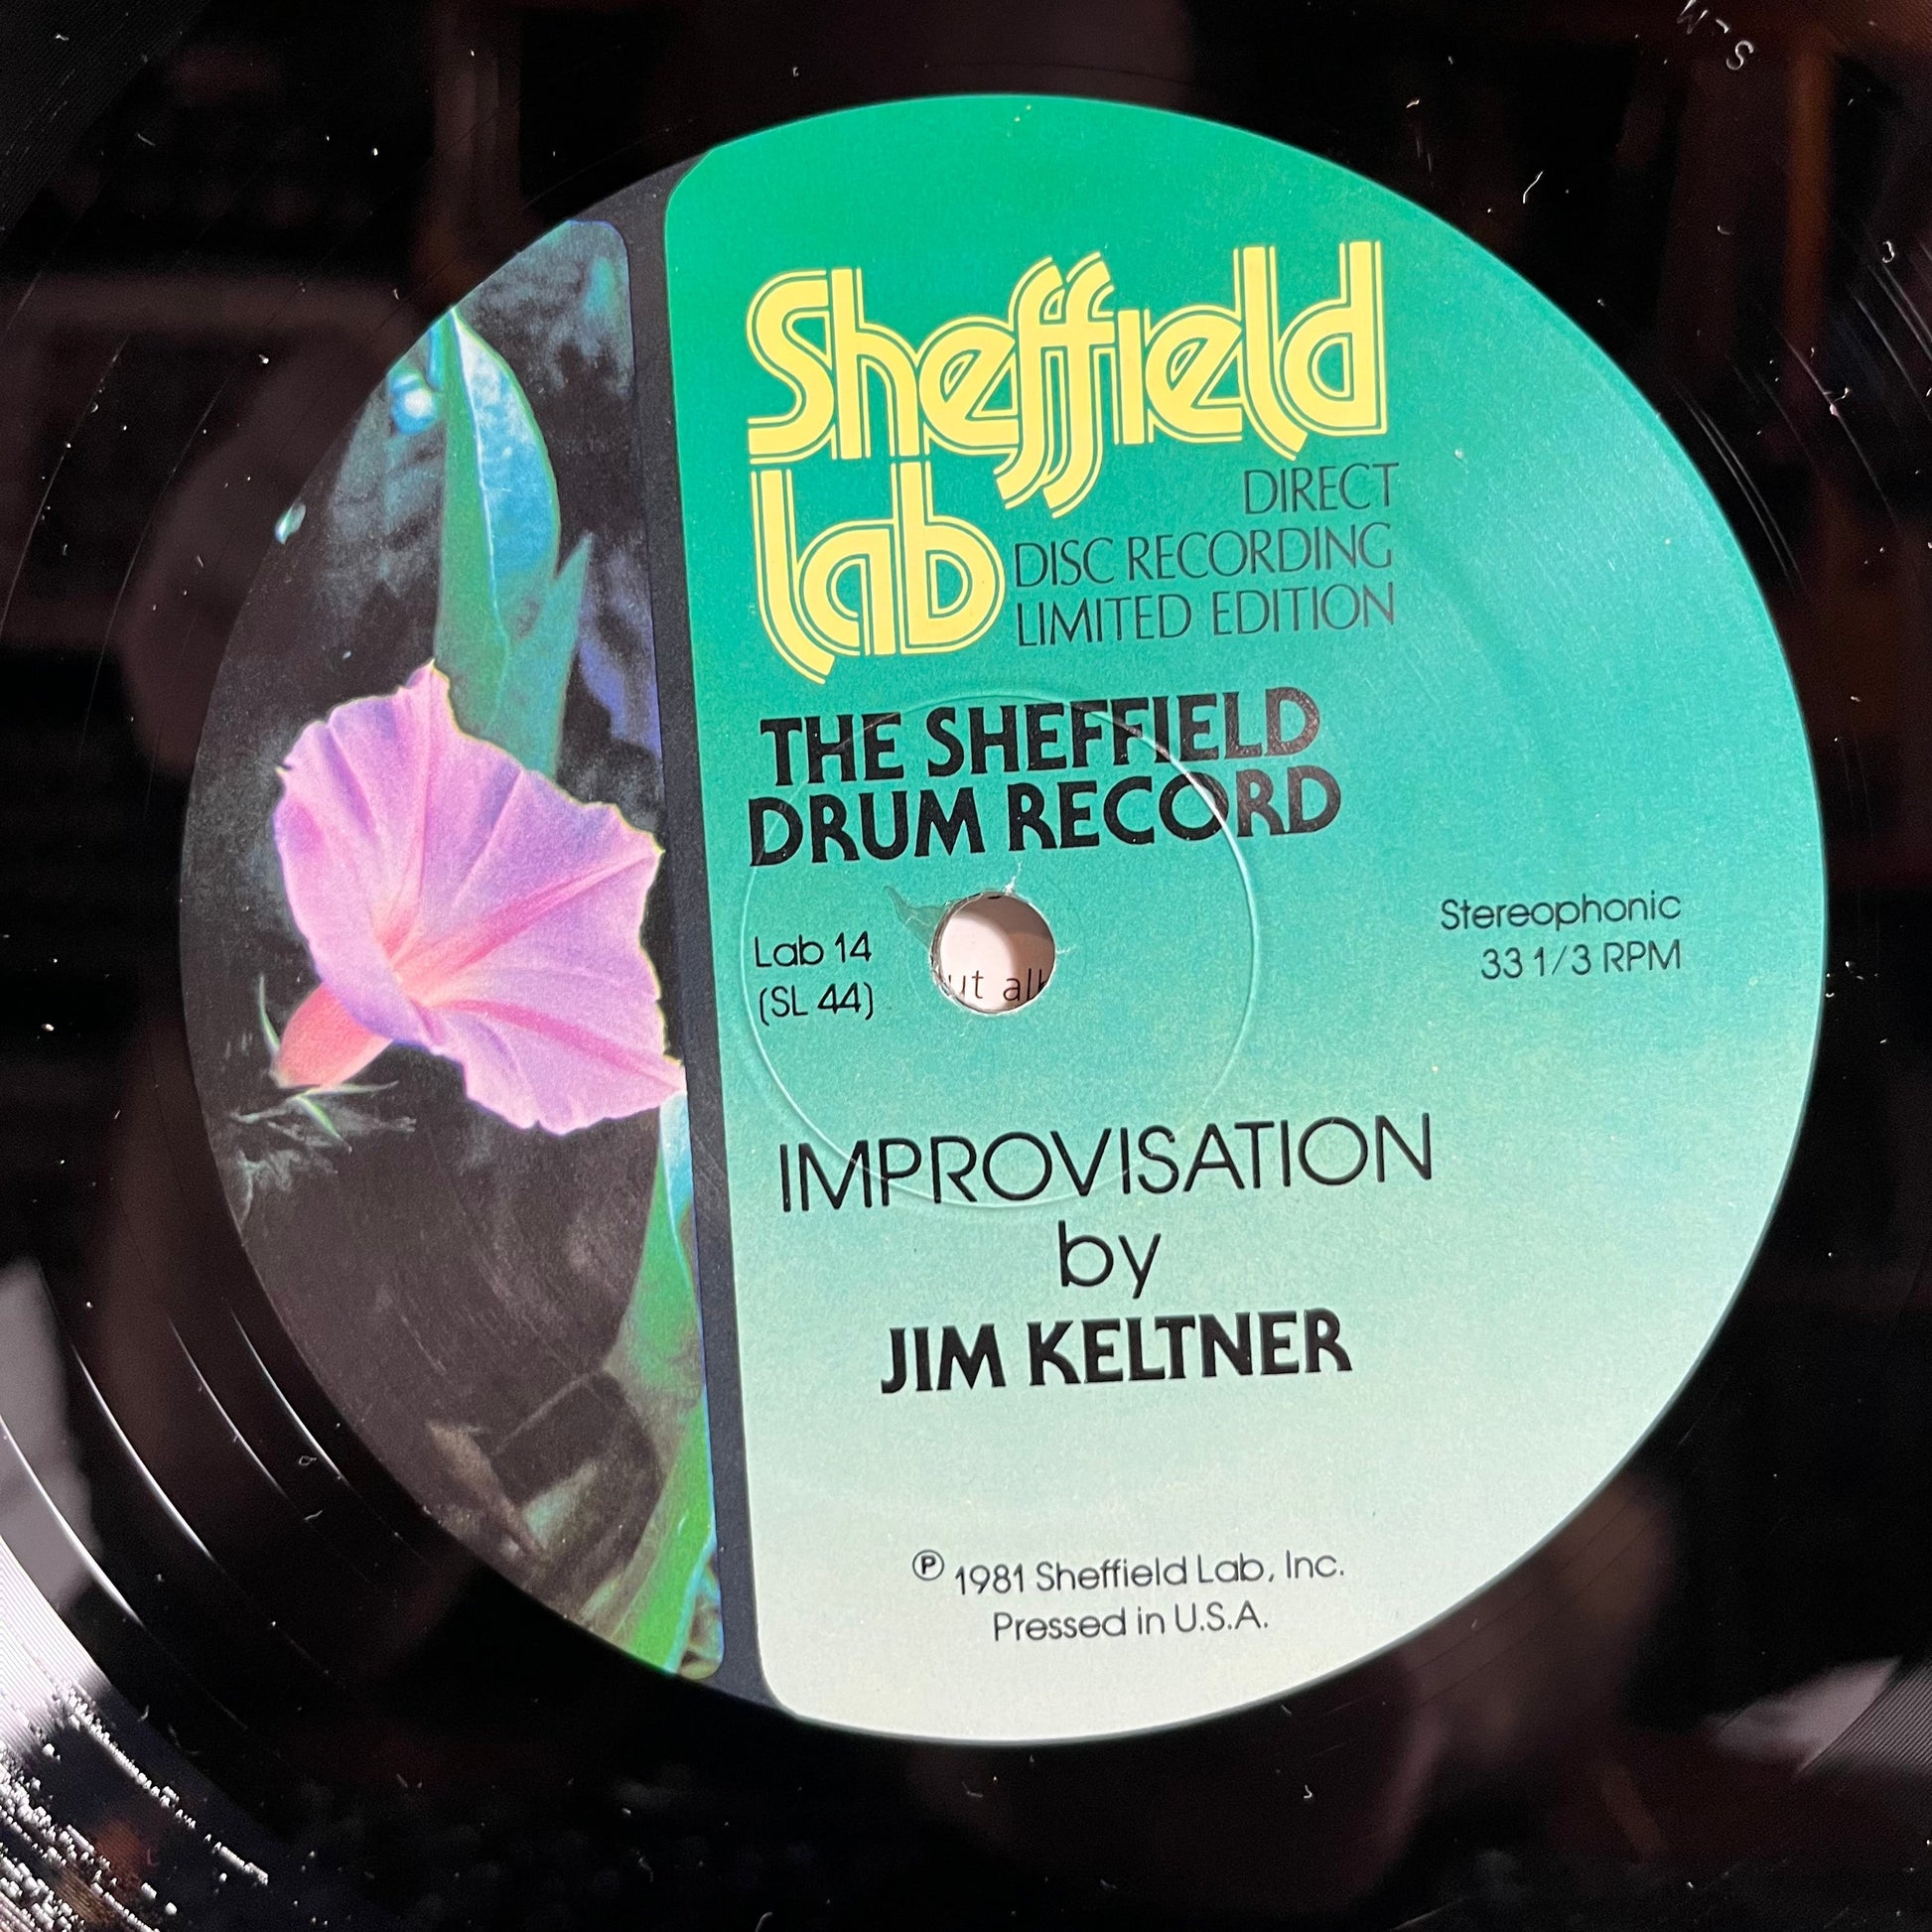 Sheffield
Lab
DIRECT
DISC RECORDING
LIMITED EDITION
THE SHEFFIELD
DRUM RECORD
Lab 14
(SL 44)
Stereophonic
33 1/3 RPM
IMPROVISATION
by
JIM KELTNER
℗ 1981 Sheffield Lab, Inc.
Pressed in U.S.A.